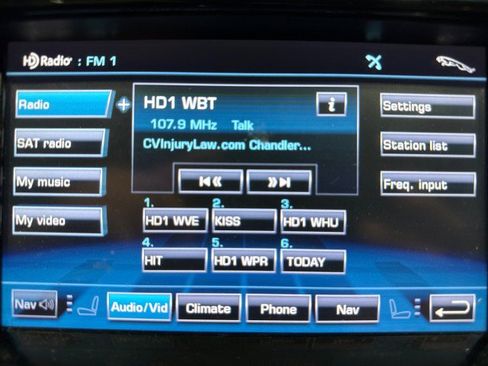 HD Radio : FM 1
Radio
HD1 WBT
i
Settings
107.9 MHz Talk
SAT radio
CVInjuryLaw.com Chandler...
Station list
My music
Freq. input
My video
1. 2. 3.
HD1 WVE KISS HD1 WHU
4. 5. 6.
HIT HD1 WPR TODAY
Nav Audio/Vid Climate Phone Nav